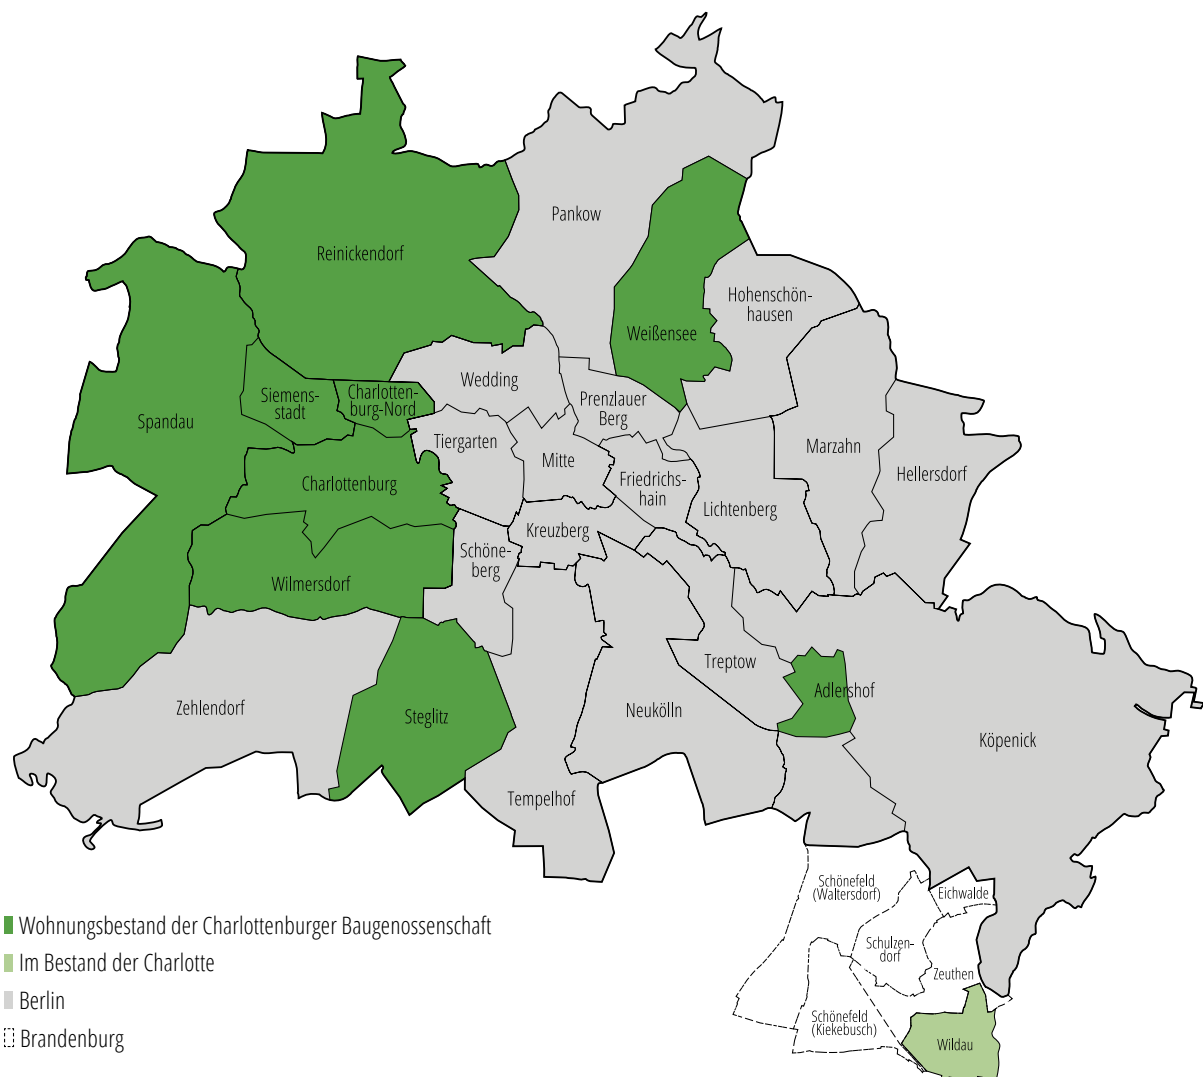 Pankow
Reinickendorf
Hohenschön-
hausen
Weißensee
Wedding
Siemens-
stadt
Charlotten-
burg-Nord
Prenzlauer
Berg
Spandau
Tiergarten
Mitte
Marzahn
Hellersdorf
Charlottenburg
Friedrichs-
hain
Lichtenberg
Kreuzberg
Schöne-
berg
Wilmersdorf
Treptow
Adlershof
Zehlendorf
Steglitz
Neukölln
Köpenick
Tempelhof
Schönefeld
(Waltersdorf)
Eichwalde
Schulzen-
dorf
Zeuthen
Schönefeld
(Kiekebusch)
Wildau
Wohnungsbestand der Charlottenburger Baugenossenschaft
Im Bestand der Charlotte
Berlin
Brandenburg